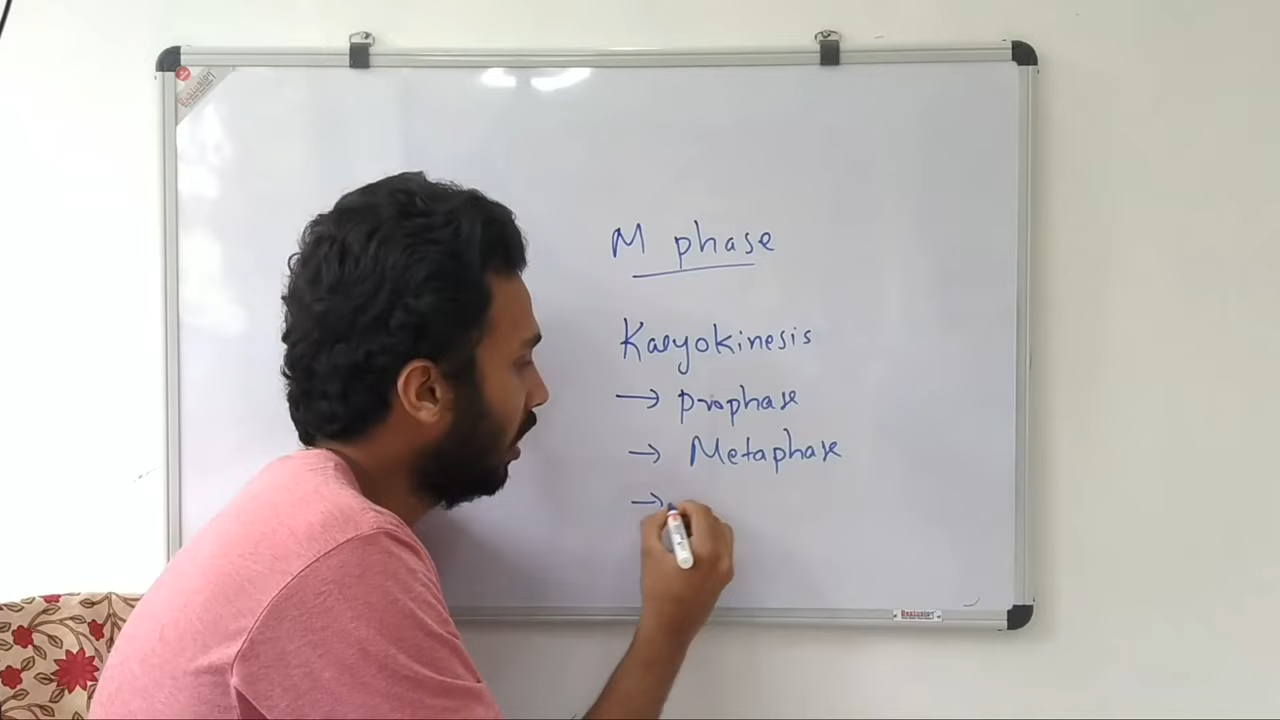 M phase
Karyokinesis
→ prophase
→ Metaphase
→